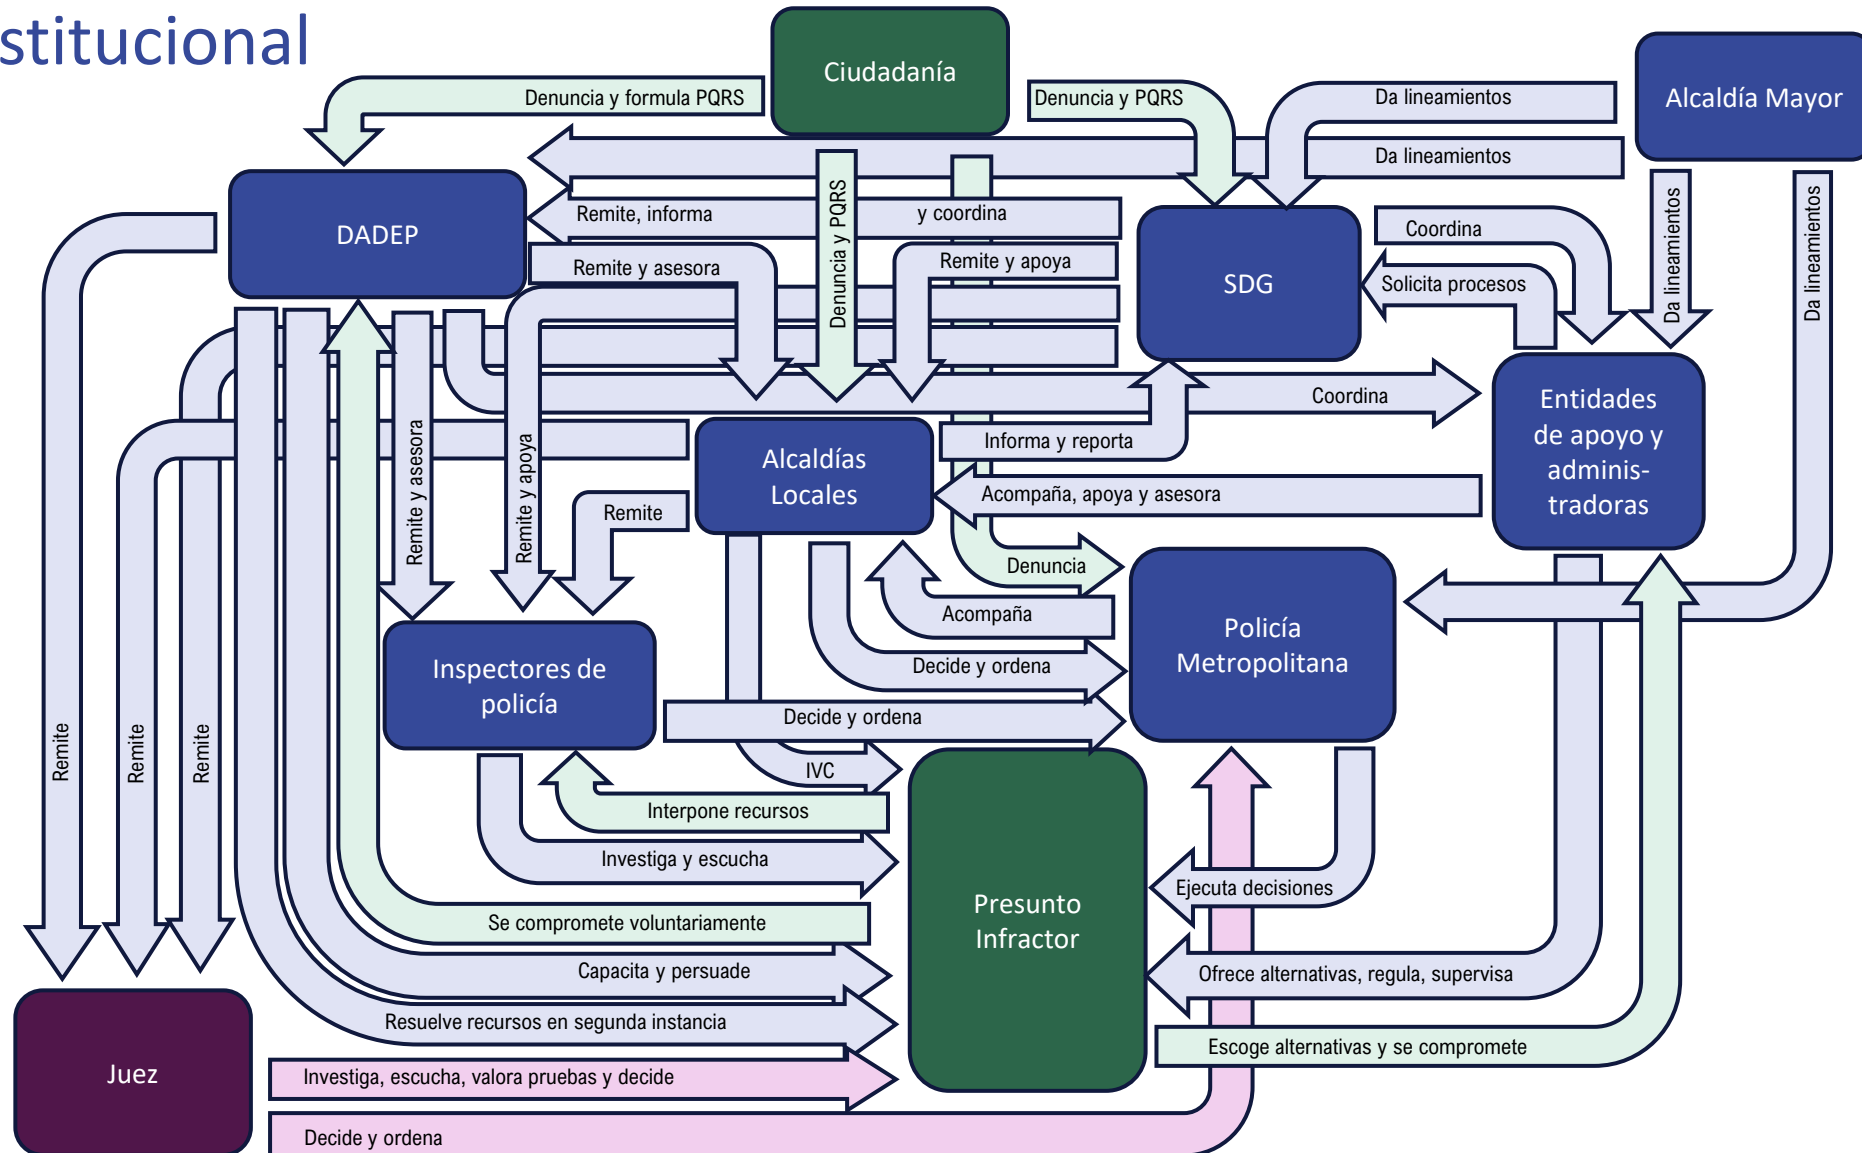 stitucional
Ciudadanía
Alcaldía Mayor
Denuncia y formula PQRS
Denuncia y PQRS
Da lineamientos
Da lineamientos
Denuncia y PQRS
Remite, informa
y coordina
DADEP
Coordina
Da lineamientos
Da lineamientos
Remite y asesora
Remite y apoya
SDG
Solicita procesos
Coordina
Entidades
de apoyo y
adminis-
tradoras
Remite y asesora
Remite y apoya
Alcaldías
Locales
Informa y reporta
Acompaña, apoya y asesora
Remite
Denuncia
Acompaña
Policía
Metropolitana
Decide y ordena
Inspectores de
policía
Decide y ordena
Remite
Remite
Remite
IVC
Interpone recursos
Investiga y escucha
Ejecuta decisiones
Presunto
Infractor
Se compromete voluntariamente
Capacita y persuade
Ofrece alternativas, regula, supervisa
Resuelve recursos en segunda instancia
Escoge alternativas y se compromete
Juez
Investiga, escucha, valora pruebas y decide
Decide y ordena